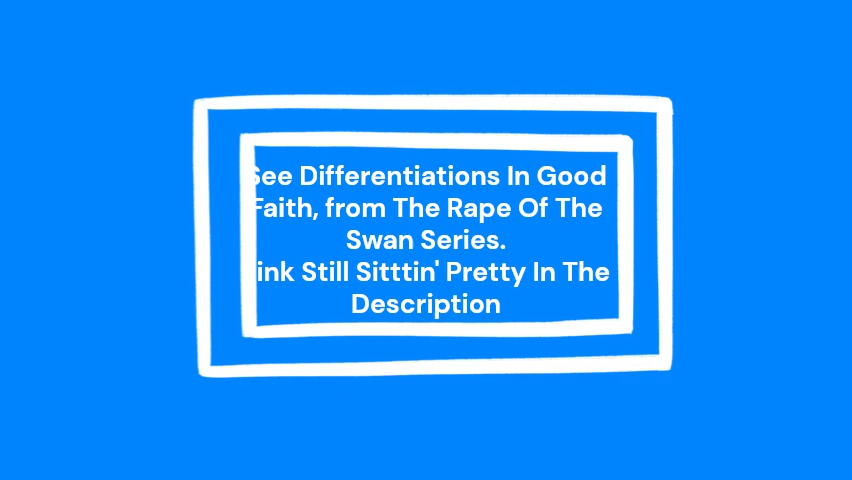 See Differentiations In Good
Faith, from The Rape Of The
Swan Series.
ink Still Sitttin' Pretty In The
Description